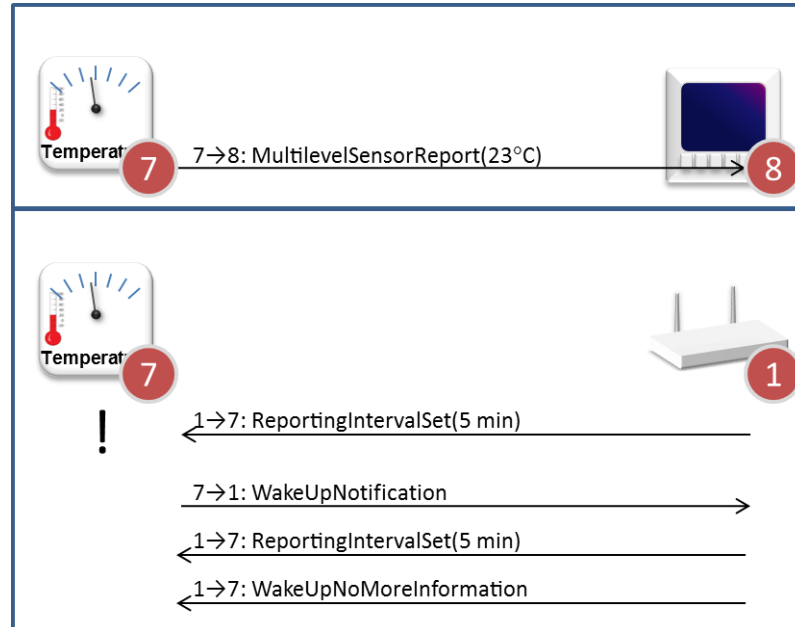 Temperat
7
7→8: MultilevelSensorReport(23°C)
8
Temperat
7
1
!
1→7: ReportingIntervalSet(5 min)
7→1: WakeUpNotification
1→7: ReportingIntervalSet(5 min)
1→7: WakeUpNoMoreInformation